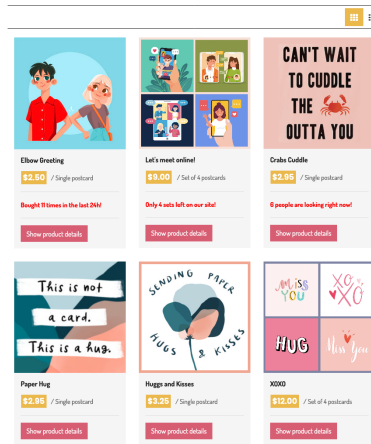 CAN'T WAIT
TO CUDDLE
THE
OUTTA YOU
Elbow Greeting
$2.50 / Single postcard
Bought 11 times in the last 24h!
Show product details
Let's meet online!
$9.00 / Set of 4 postcards
Only 4 sets left on our site!
Show product details
Crabs Cuddle
$2.95 / Single postcard
6 people are looking right now!
Show product details
This is not
a card.
This is a hug.
SENDING PAPER
HUGS & KISSES
MISS
YOU
XO
XO
HUG
Miss You
Paper Hug
$2.95 / Single postcard
Show product details
Huggs and Kisses
$3.25 / Single postcard
Show product details
XOXO
$12.00 / Set of 4 postcards
Show product details